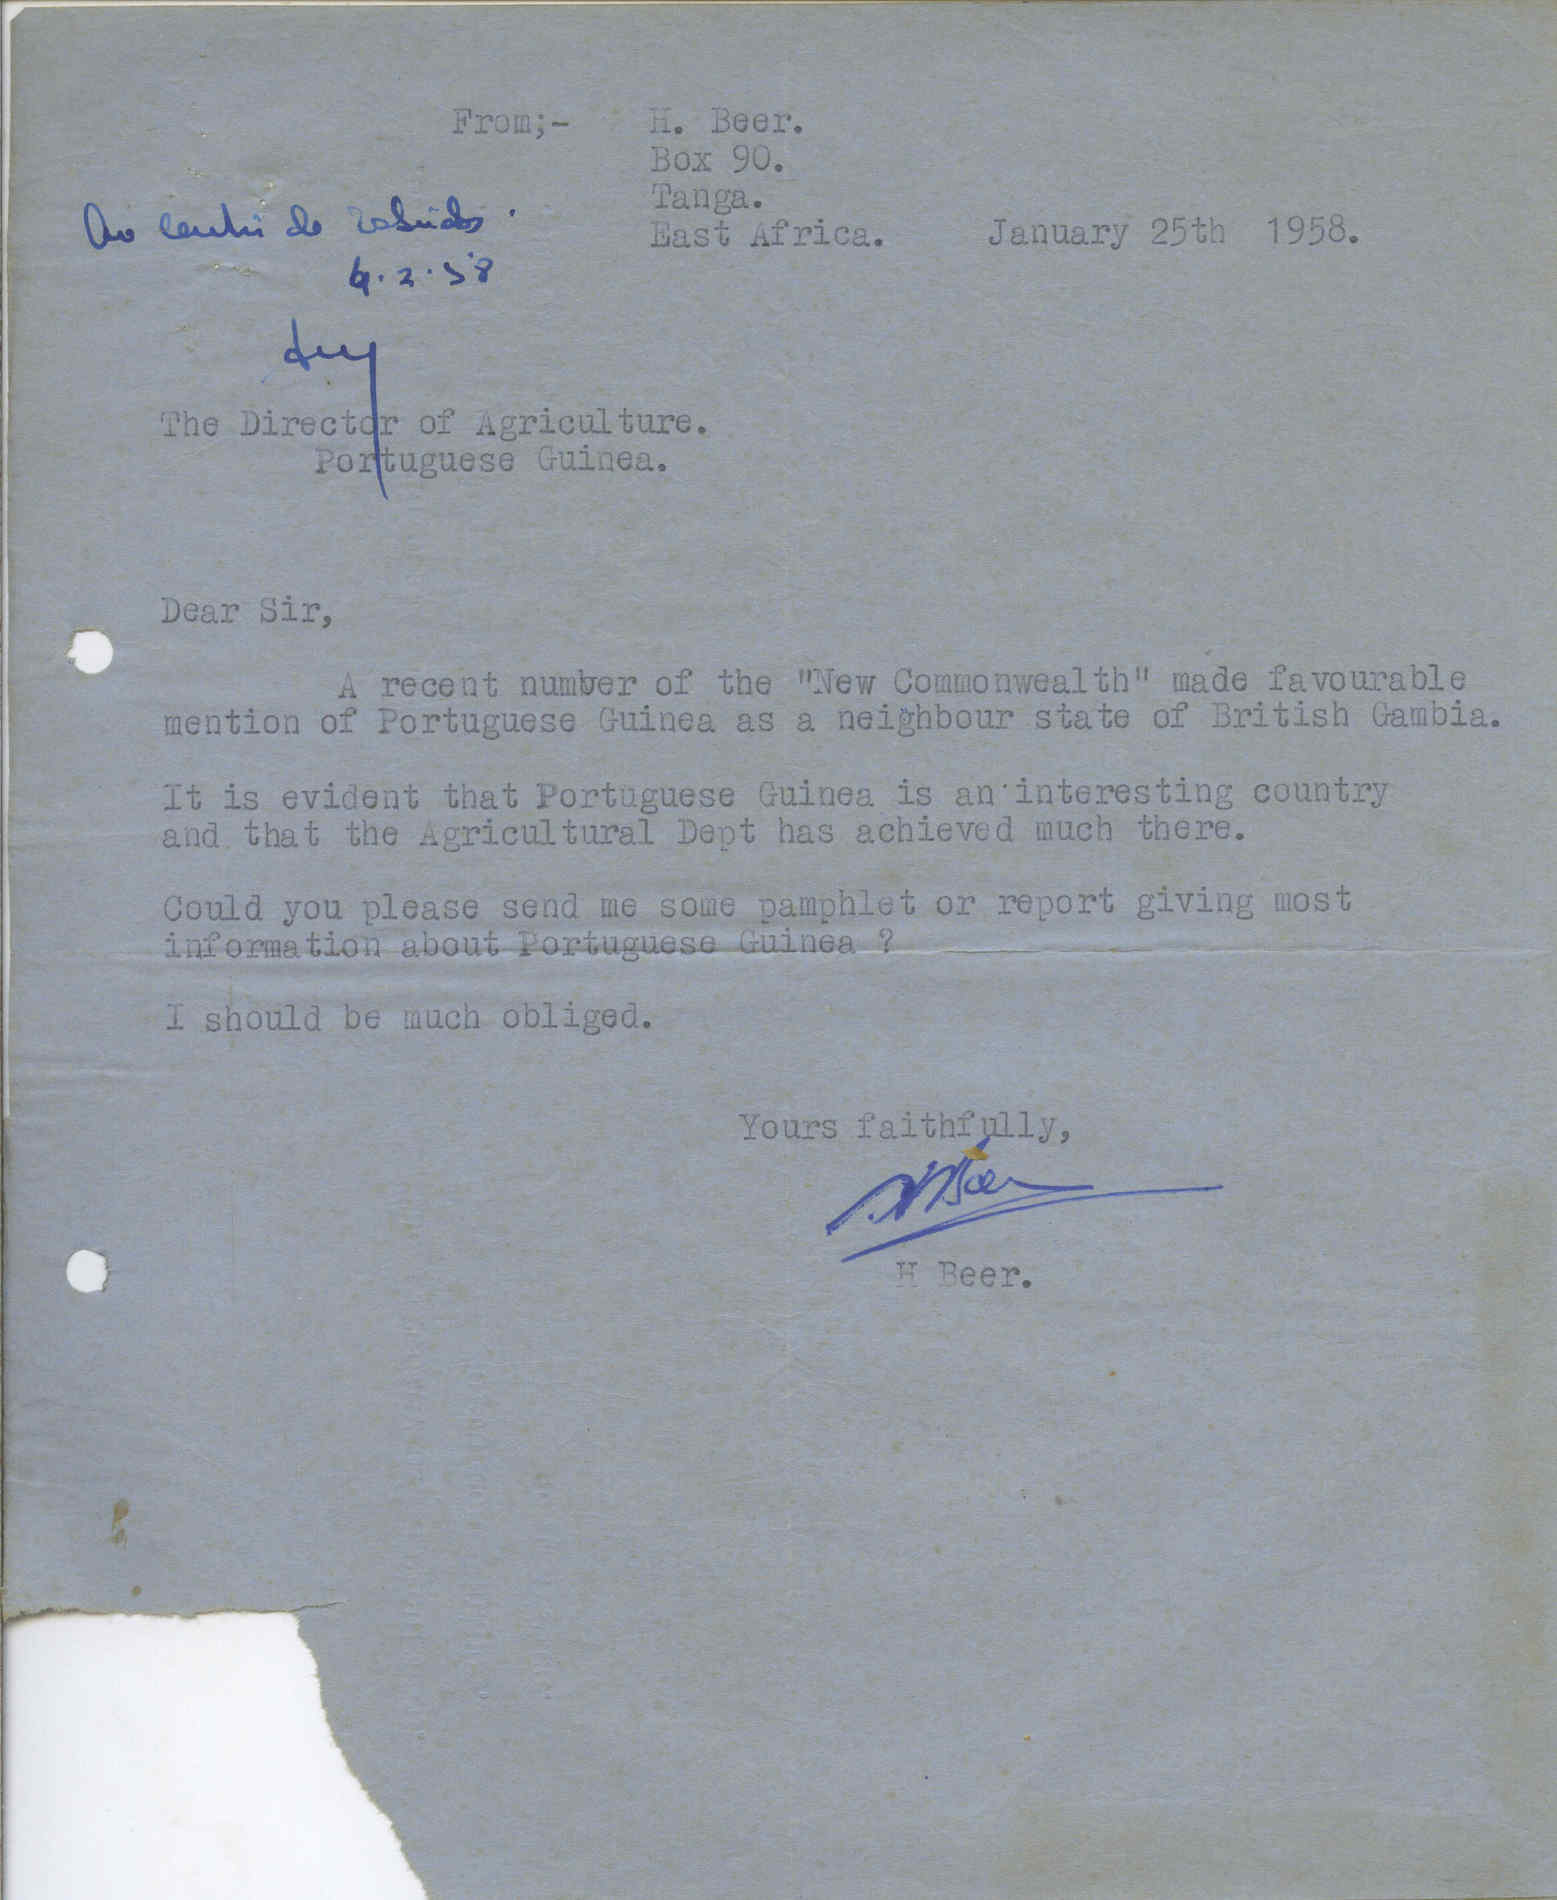 From;- H. Beer.
Box 90.
Tanga.
East Africa. January 25th 1958.
Ao Centro de Estudos.
4.2.58
The Director of Agriculture.
Portuguese Guinea.
Dear Sir,
A recent number of the "New Commonwealth" made favourable
mention of Portuguese Guinea as a neighbour state of British Gambia.
It is evident that Portuguese Guinea is an interesting country
and that the Agricultural Dept has achieved much there.
Could you please send me some pamphlet or report giving most
information about Portuguese Guinea ?
I should be much obliged.
Yours faithfully,
H Beer.